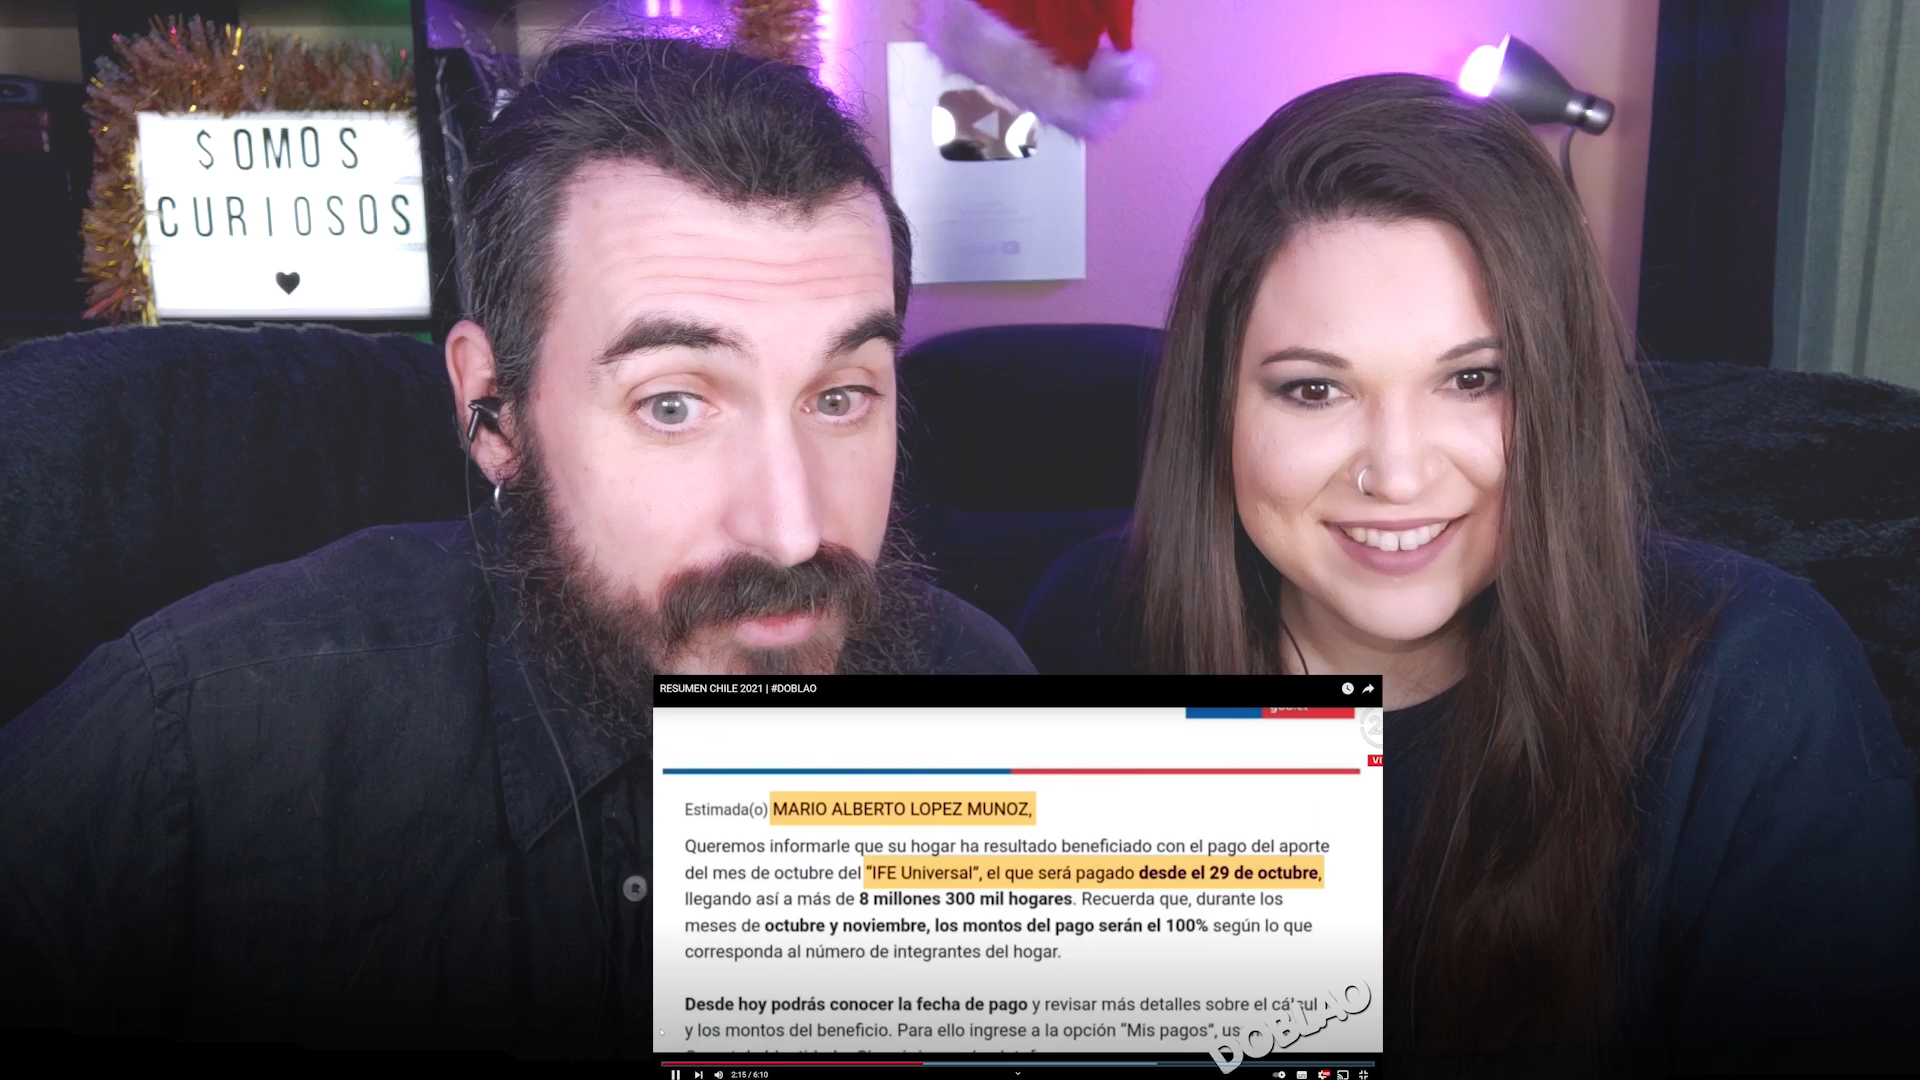 $OMOS
CURIOSOS
RESUMEN CHILE 2021 | #DOBLAO
gob.cl
VI
Estimada(o) MARIO ALBERTO LOPEZ MUNOZ,
Queremos informarle que su hogar ha resultado beneficiado con el pago del aporte
del mes de octubre del “IFE Universal”, el que será pagado desde el 29 de octubre,
llegando así a más de 8 millones 300 mil hogares. Recuerda que, durante los
meses de octubre y noviembre, los montos del pago serán el 100% según lo que
corresponda al número de integrantes del hogar.
Desde hoy podrás conocer la fecha de pago y revisar más detalles sobre el
y los montos del beneficio. Para ello ingrese a la opción “Mis pagos”,
DOBLAO
2:15 / 6:10